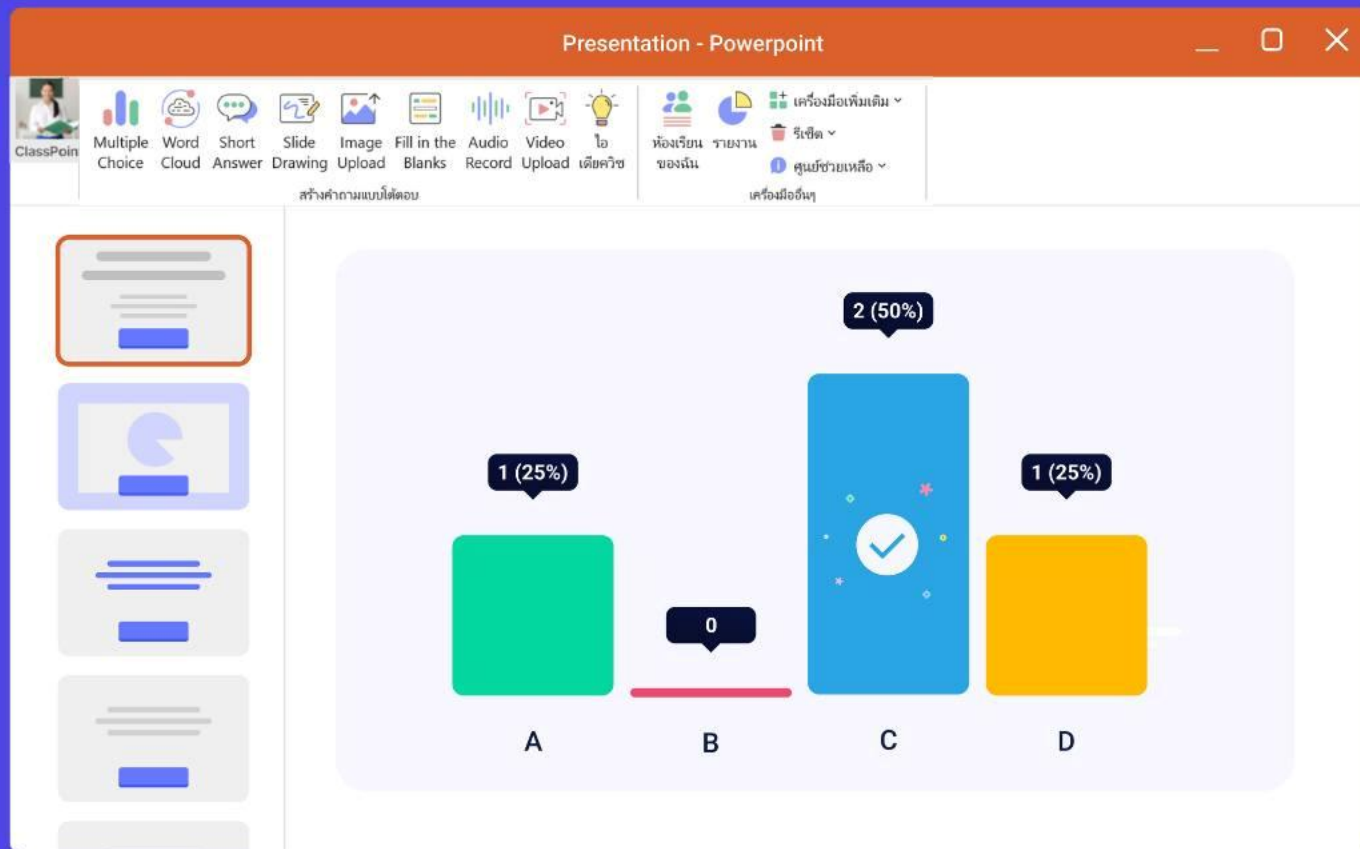 Presentation - Powerpoint
ClassPoin
Multiple Choice
Word Cloud
Short Answer
Slide Drawing
Image Upload
Fill in the Blanks
Audio Record
Video Upload
ไอเดียควิซ
สร้างคำถามแบบโต้ตอบ
ห้องเรียนของฉัน
รายงาน
เครื่องมือเพิ่มเติม
รีเซ็ต
ศูนย์ช่วยเหลือ
เครื่องมืออื่นๆ
2 (50%)
1 (25%)
1 (25%)
0
A
B
C
D